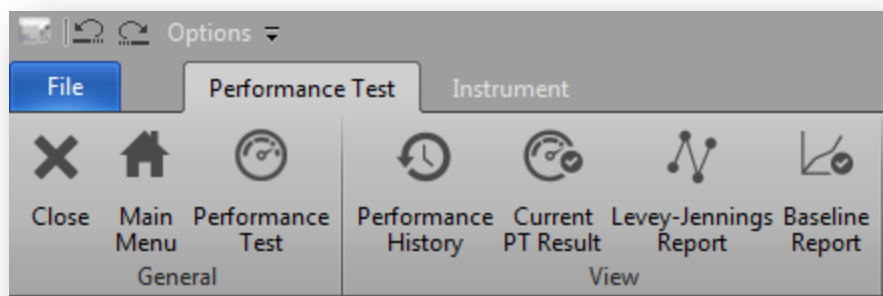 Options
File Performance Test Instrument
Close Main Menu Performance Test Performance History Current PT Result Levey-Jennings Report Baseline Report
General View